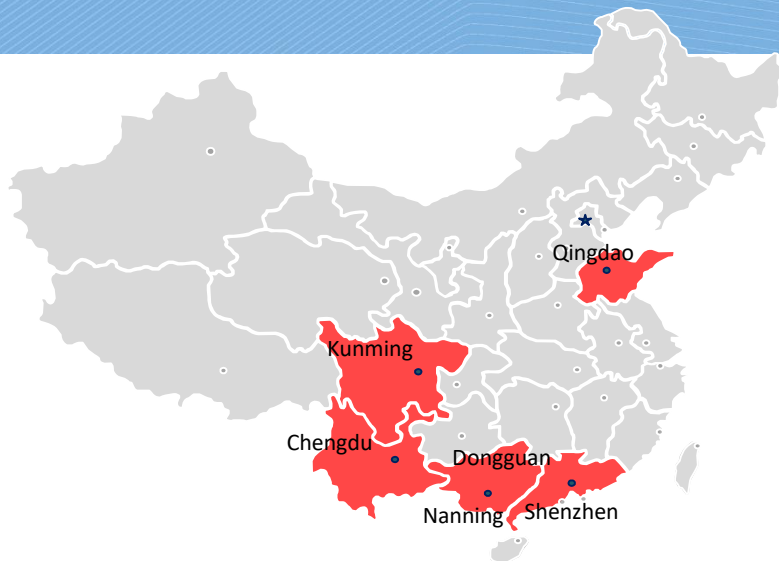 Qingdao
Kunming
Chengdu
Dongguan
Nanning
Shenzhen